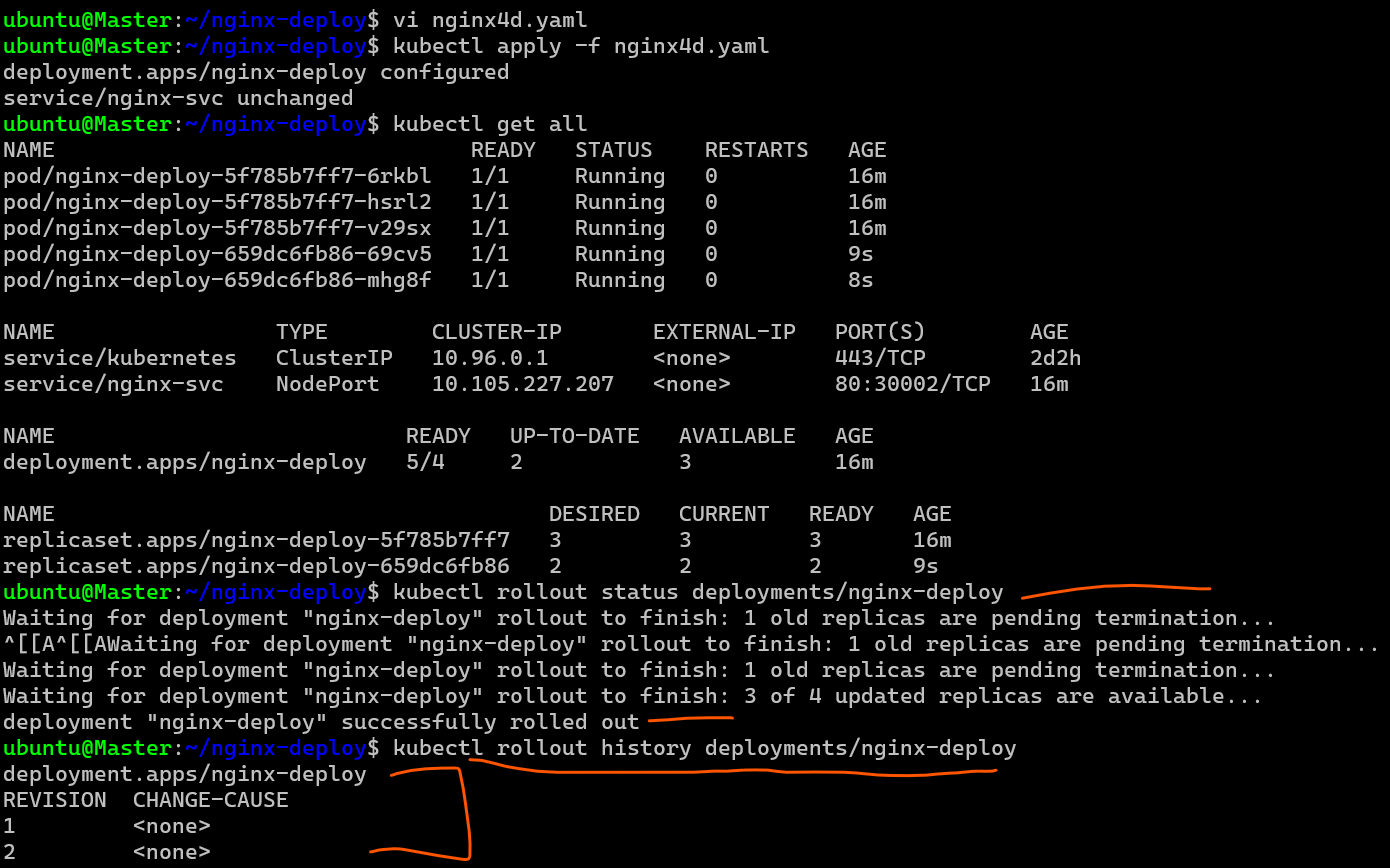 ubuntu@Master:~/nginx-deploy$ vi nginx4d.yaml
ubuntu@Master:~/nginx-deploy$ kubectl apply -f nginx4d.yaml
deployment.apps/nginx-deploy configured
service/nginx-svc unchanged
ubuntu@Master:~/nginx-deploy$ kubectl get all
NAME READY STATUS RESTARTS AGE
pod/nginx-deploy-5f785b7ff7-6rkbl 1/1 Running 0 16m
pod/nginx-deploy-5f785b7ff7-hsrl2 1/1 Running 0 16m
pod/nginx-deploy-5f785b7ff7-v29sx 1/1 Running 0 16m
pod/nginx-deploy-659dc6fb86-69cv5 1/1 Running 0 9s
pod/nginx-deploy-659dc6fb86-mhg8f 1/1 Running 0 8s
NAME TYPE CLUSTER-IP EXTERNAL-IP PORT(S) AGE
service/kubernetes ClusterIP 10.96.0.1 <none> 443/TCP 2d2h
service/nginx-svc NodePort 10.105.227.207 <none> 80:30002/TCP 16m
NAME READY UP-TO-DATE AVAILABLE AGE
deployment.apps/nginx-deploy 5/4 2 3 16m
NAME DESIRED CURRENT READY AGE
replicaset.apps/nginx-deploy-5f785b7ff7 3 3 3 16m
replicaset.apps/nginx-deploy-659dc6fb86 2 2 2 9s
ubuntu@Master:~/nginx-deploy$ kubectl rollout status deployments/nginx-deploy
Waiting for deployment "nginx-deploy" rollout to finish: 1 old replicas are pending termination...
^[[A^[[AWaiting for deployment "nginx-deploy" rollout to finish: 1 old replicas are pending termination...
Waiting for deployment "nginx-deploy" rollout to finish: 1 old replicas are pending termination...
Waiting for deployment "nginx-deploy" rollout to finish: 3 of 4 updated replicas are available...
deployment "nginx-deploy" successfully rolled out
ubuntu@Master:~/nginx-deploy$ kubectl rollout history deployments/nginx-deploy
deployment.apps/nginx-deploy
REVISION CHANGE-CAUSE
1 <none>
2 <none>